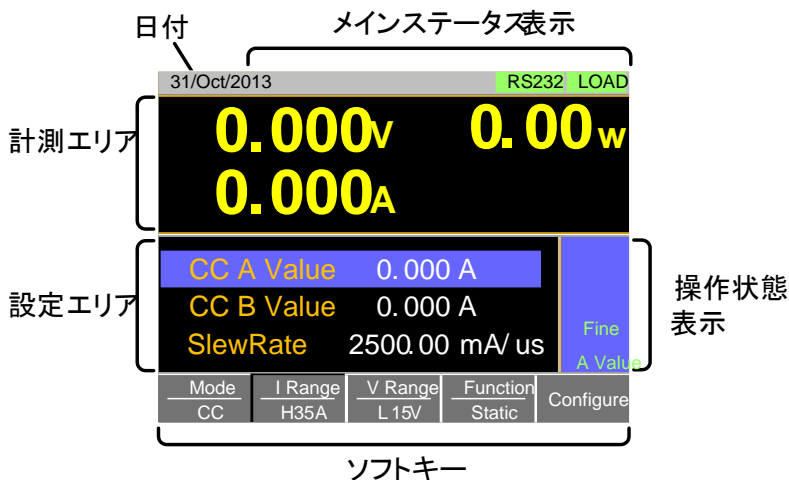 日付
メインステータス表示
31/Oct/2013 RS232 LOAD
計測エリア
0.000V 0.00W
0.000A
設定エリア
CC A Value 0.000 A
CC B Value 0.000 A
SlewRate 2500.00 mA/us
Fine
A Value
操作状態
表示
Mode I Range V Range Function Configure
CC H35A L15V Static
ソフトキー